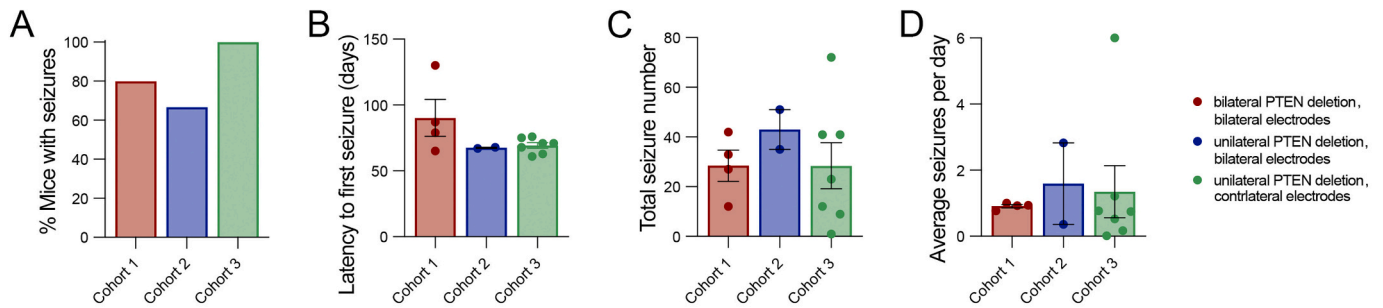 A
% Mice with seizures
100
80
60
40
20
0
Cohort 1
Cohort 2
Cohort 3
B
Latency to first seizure (days)
150
100
50
0
Cohort 1
Cohort 2
Cohort 3
C
Total seizure number
80
60
40
20
0
Cohort 1
Cohort 2
Cohort 3
D
Average seizures per day
6
4
2
0
Cohort 1
Cohort 2
Cohort 3
bilateral PTEN deletion,
bilateral electrodes
unilateral PTEN deletion,
bilateral electrodes
unilateral PTEN deletion,
contrlateral electrodes